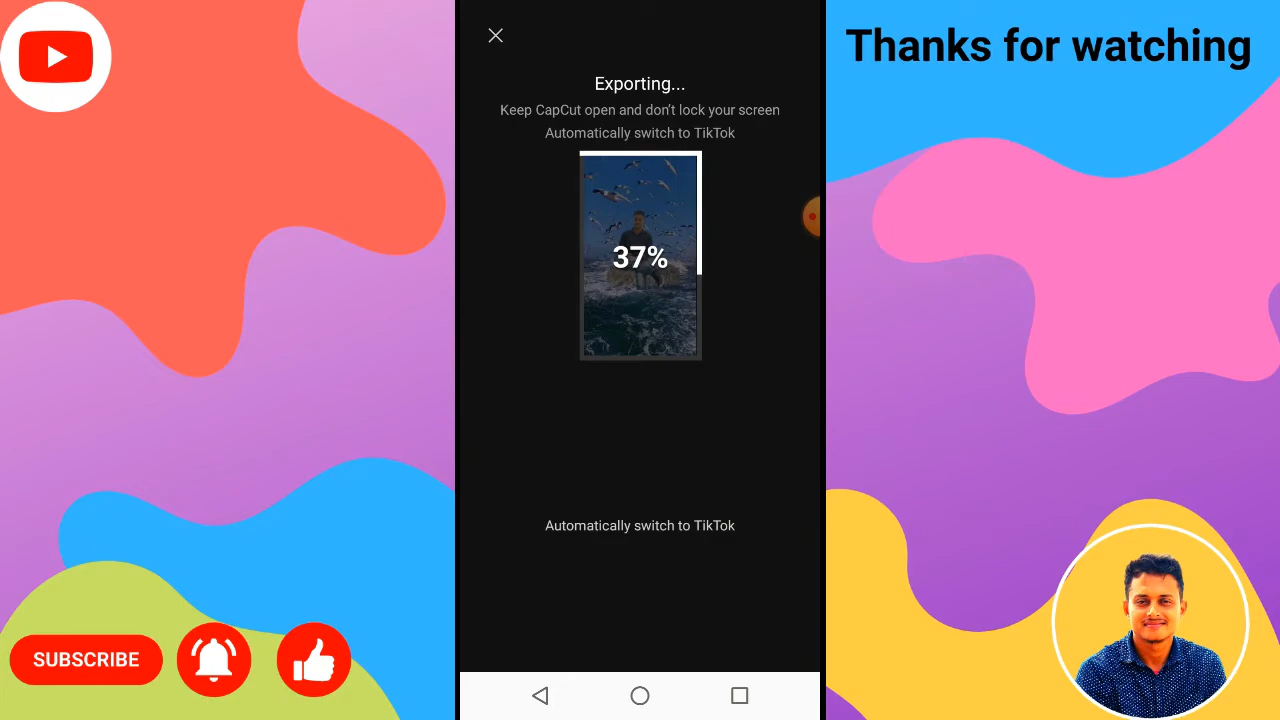 Thanks for watching
Exporting...
Keep CapCut open and don't lock your screen
Automatically switch to TikTok
37%
Automatically switch to TikTok
SUBSCRIBE